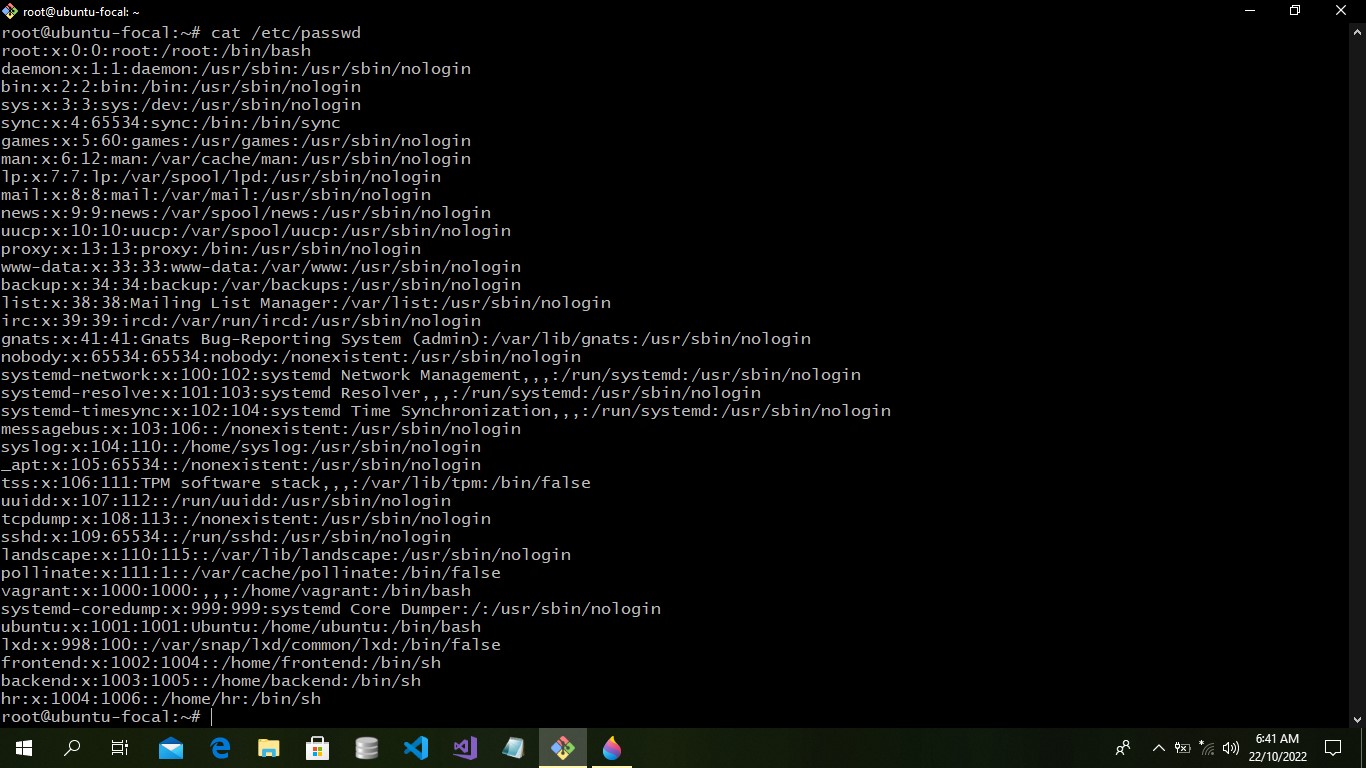 root@ubuntu-focal: ~
root@ubuntu-focal:~# cat /etc/passwd
root:x:0:0:root:/root:/bin/bash
daemon:x:1:1:daemon:/usr/sbin:/usr/sbin/nologin
bin:x:2:2:bin:/bin:/usr/sbin/nologin
sys:x:3:3:sys:/dev:/usr/sbin/nologin
sync:x:4:65534:sync:/bin:/bin/sync
games:x:5:60:games:/usr/games:/usr/sbin/nologin
man:x:6:12:man:/var/cache/man:/usr/sbin/nologin
lp:x:7:7:lp:/var/spool/lpd:/usr/sbin/nologin
mail:x:8:8:mail:/var/mail:/usr/sbin/nologin
news:x:9:9:news:/var/spool/news:/usr/sbin/nologin
uucp:x:10:10:uucp:/var/spool/uucp:/usr/sbin/nologin
proxy:x:13:13:proxy:/bin:/usr/sbin/nologin
www-data:x:33:33:www-data:/var/www:/usr/sbin/nologin
backup:x:34:34:backup:/var/backups:/usr/sbin/nologin
list:x:38:38:Mailing List Manager:/var/list:/usr/sbin/nologin
irc:x:39:39:ircd:/var/run/ircd:/usr/sbin/nologin
gnats:x:41:41:Gnats Bug-Reporting System (admin):/var/lib/gnats:/usr/sbin/nologin
nobody:x:65534:65534:nobody:/nonexistent:/usr/sbin/nologin
systemd-network:x:100:102:systemd Network Management,,,:/run/systemd:/usr/sbin/nologin
systemd-resolve:x:101:103:systemd Resolver,,,:/run/systemd:/usr/sbin/nologin
systemd-timesync:x:102:104:systemd Time Synchronization,,,:/run/systemd:/usr/sbin/nologin
messagebus:x:103:106::/nonexistent:/usr/sbin/nologin
syslog:x:104:110::/home/syslog:/usr/sbin/nologin
_apt:x:105:65534::/nonexistent:/usr/sbin/nologin
tss:x:106:111:TPM software stack,,,:/var/lib/tpm:/bin/false
uuidd:x:107:112::/run/uuidd:/usr/sbin/nologin
tcpdump:x:108:113::/nonexistent:/usr/sbin/nologin
sshd:x:109:65534::/run/sshd:/usr/sbin/nologin
landscape:x:110:115::/var/lib/landscape:/usr/sbin/nologin
pollinate:x:111:1::/var/cache/pollinate:/bin/false
vagrant:x:1000:1000:,,,:/home/vagrant:/bin/bash
systemd-coredump:x:999:999:systemd Core Dumper:/:/usr/sbin/nologin
ubuntu:x:1001:1001:Ubuntu:/home/ubuntu:/bin/bash
lxd:x:998:100::/var/snap/lxd/common/lxd:/bin/false
frontend:x:1002:1004::/home/frontend:/bin/sh
backend:x:1003:1005::/home/backend:/bin/sh
hr:x:1004:1006::/home/hr:/bin/sh
root@ubuntu-focal:~#
6:41 AM
22/10/2022